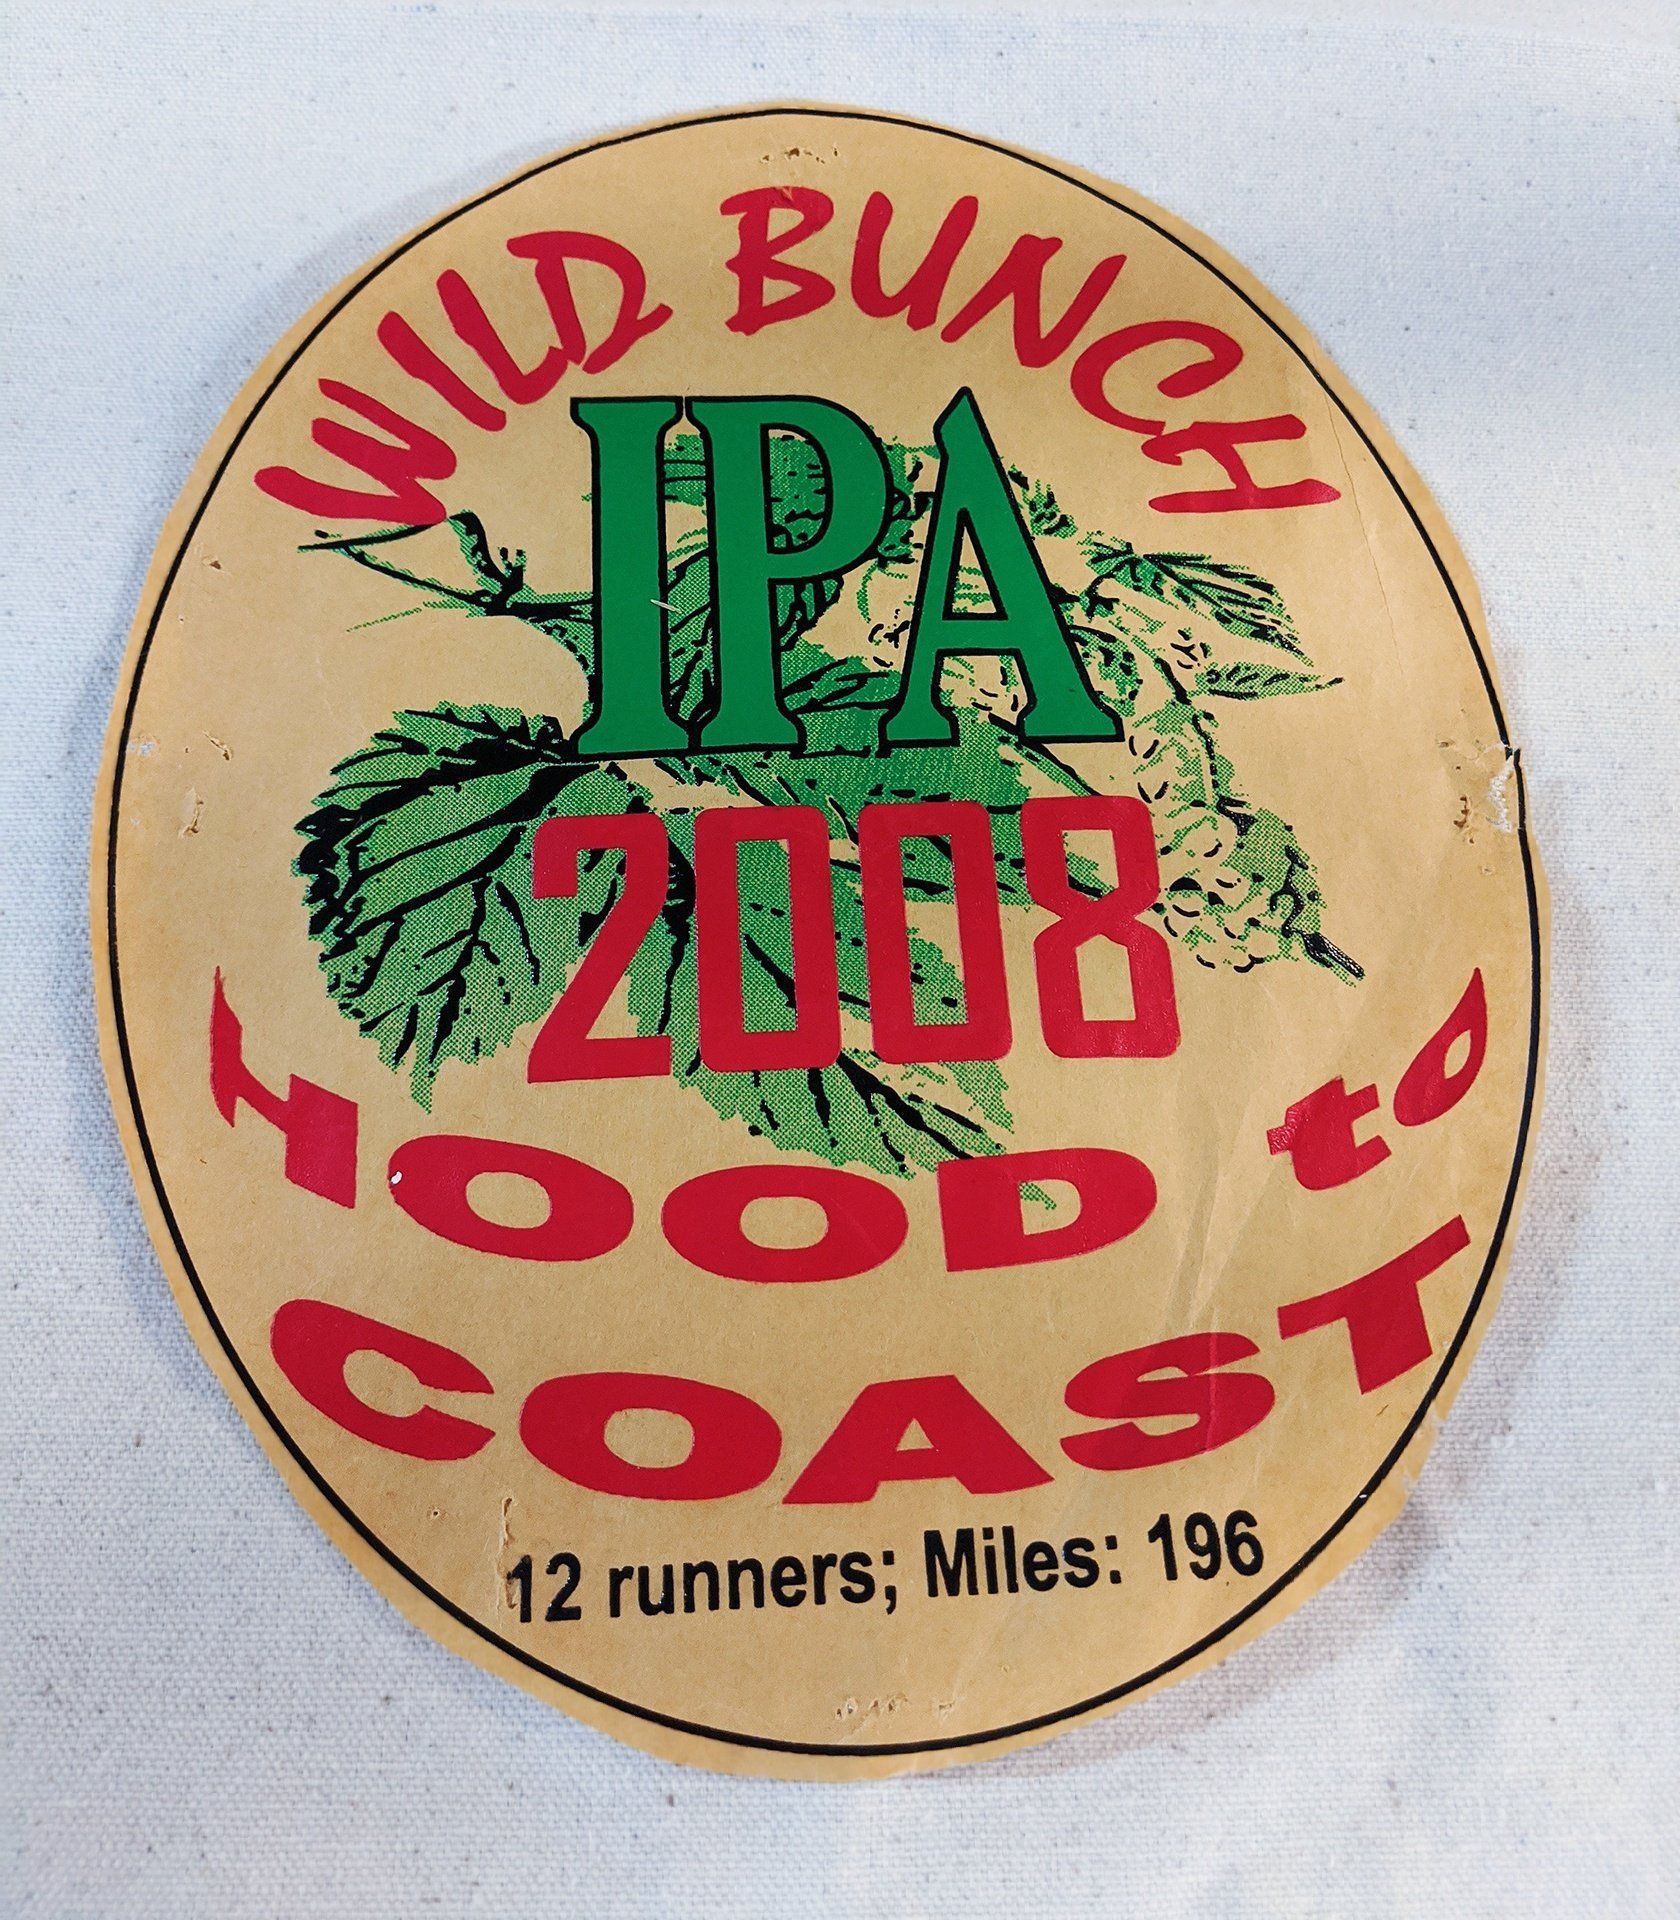 WILD BUNCH
IPA
2008
HOOD to
COAST
12 runners; Miles: 196